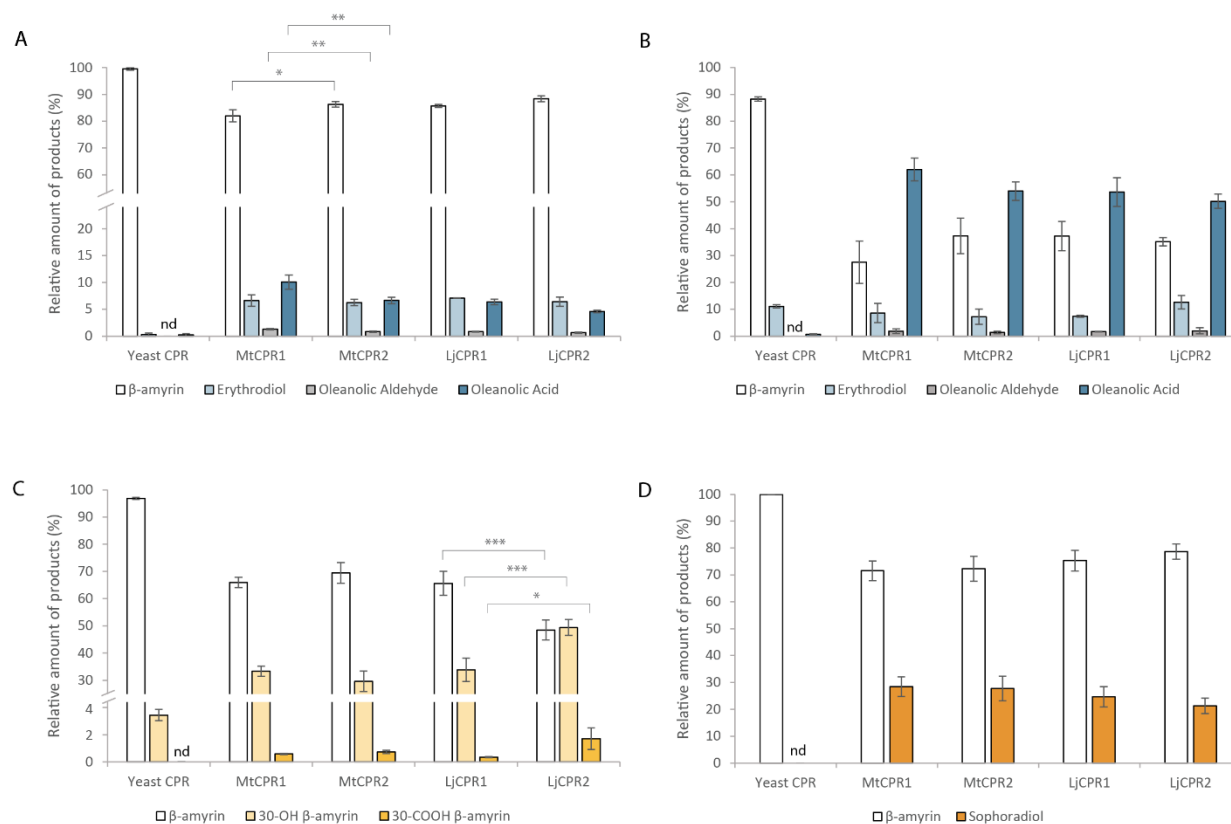 A
Relative amount of products (%)
100
90
80
70
60
20
15
10
5
0
*
**
**
nd
Yeast CPR MtCPR1 MtCPR2 LjCPR1 LjCPR2
β-amyrin Erythrodiol Oleanolic Aldehyde Oleanolic Acid
B
Relative amount of products (%)
100
90
80
70
60
50
40
30
20
10
0
nd
Yeast CPR MtCPR1 MtCPR2 LjCPR1 LjCPR2
β-amyrin Erythrodiol Oleanolic Aldehyde Oleanolic Acid
C
Relative amount of products (%)
100
90
80
70
60
50
40
30
4
2
0
***
***
*
nd
Yeast CPR MtCPR1 MtCPR2 LjCPR1 LjCPR2
β-amyrin 30-OH β-amyrin 30-COOH β-amyrin
D
Relative amount of products (%)
100
90
80
70
60
50
40
30
20
10
0
nd
Yeast CPR MtCPR1 MtCPR2 LjCPR1 LjCPR2
β-amyrin Sophoradiol